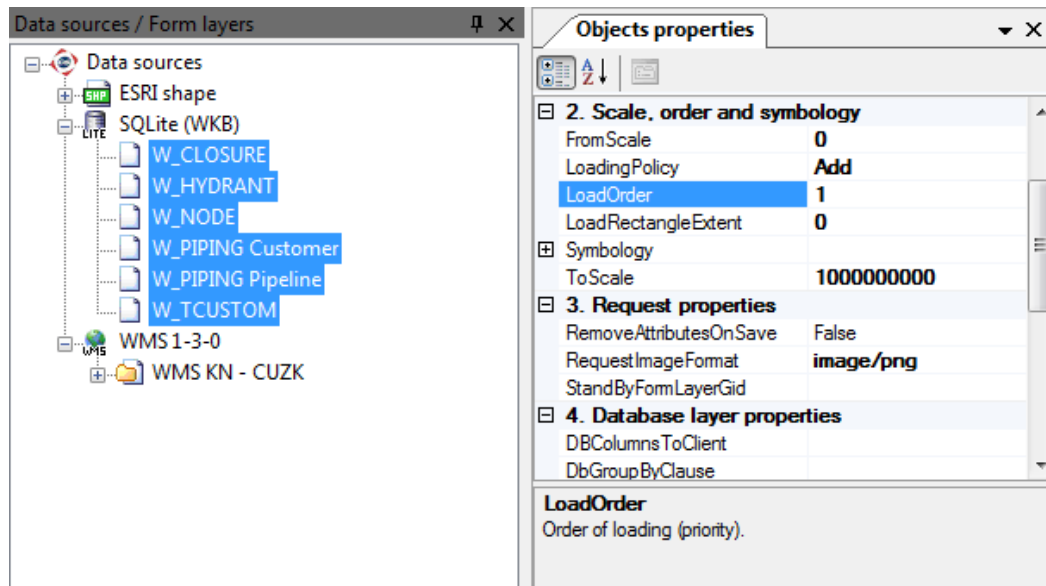 Data sources / Form layers
Data sources
SHP ESRI shape
LITE SQLite (WKB)
W_CLOSURE
W_HYDRANT
W_NODE
W_PIPING Customer
W_PIPING Pipeline
W_TCUSTOM
WMS WMS 1-3-0
WMS KN - CUZK
Objects properties
A
Z
2. Scale, order and symbology
FromScale 0
LoadingPolicy Add
LoadOrder 1
LoadRectangleExtent 0
Symbology
ToScale 1000000000
3. Request properties
RemoveAttributesOnSave False
RequestImageFormat image/png
StandByFormLayerGid
4. Database layer properties
DBColumnsToClient
DbGroupByClause
LoadOrder
Order of loading (priority).